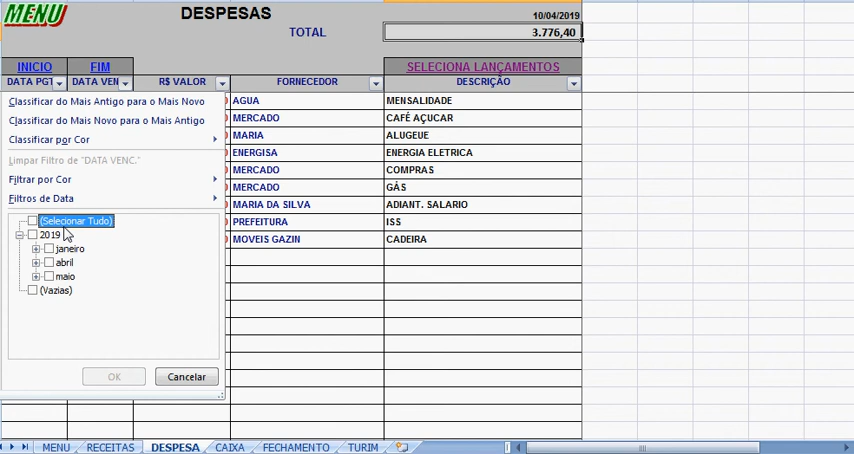 MENU
DESPESAS
10/04/2019
TOTAL
3.776,40
INICIO FIM SELECIONA LANÇAMENTOS
DATA PGT DATA VEN R$ VALOR FORNECEDOR DESCRIÇÃO
Classificar do Mais Antigo para o Mais Novo
AGUA MENSALIDADE
Classificar do Mais Novo para o Mais Antigo
MERCADO CAFÉ AÇUCAR
Classificar por Cor
MARIA ALUGEUE
ENERGISA ENERGIA ELETRICA
Limpar Filtro de "DATA VENC."
MERCADO COMPRAS
Filtrar por Cor
MERCADO GÁS
Filtros de Data
MARIA DA SILVA ADIANT. SALARIO
(Selecionar Tudo)
PREFEITURA ISS
2019
MOVEIS GAZIN CADEIRA
janeiro
abril
maio
(Vazias)
OK Cancelar
MENU RECEITAS DESPESA CAIXA FECHAMENTO TURIM